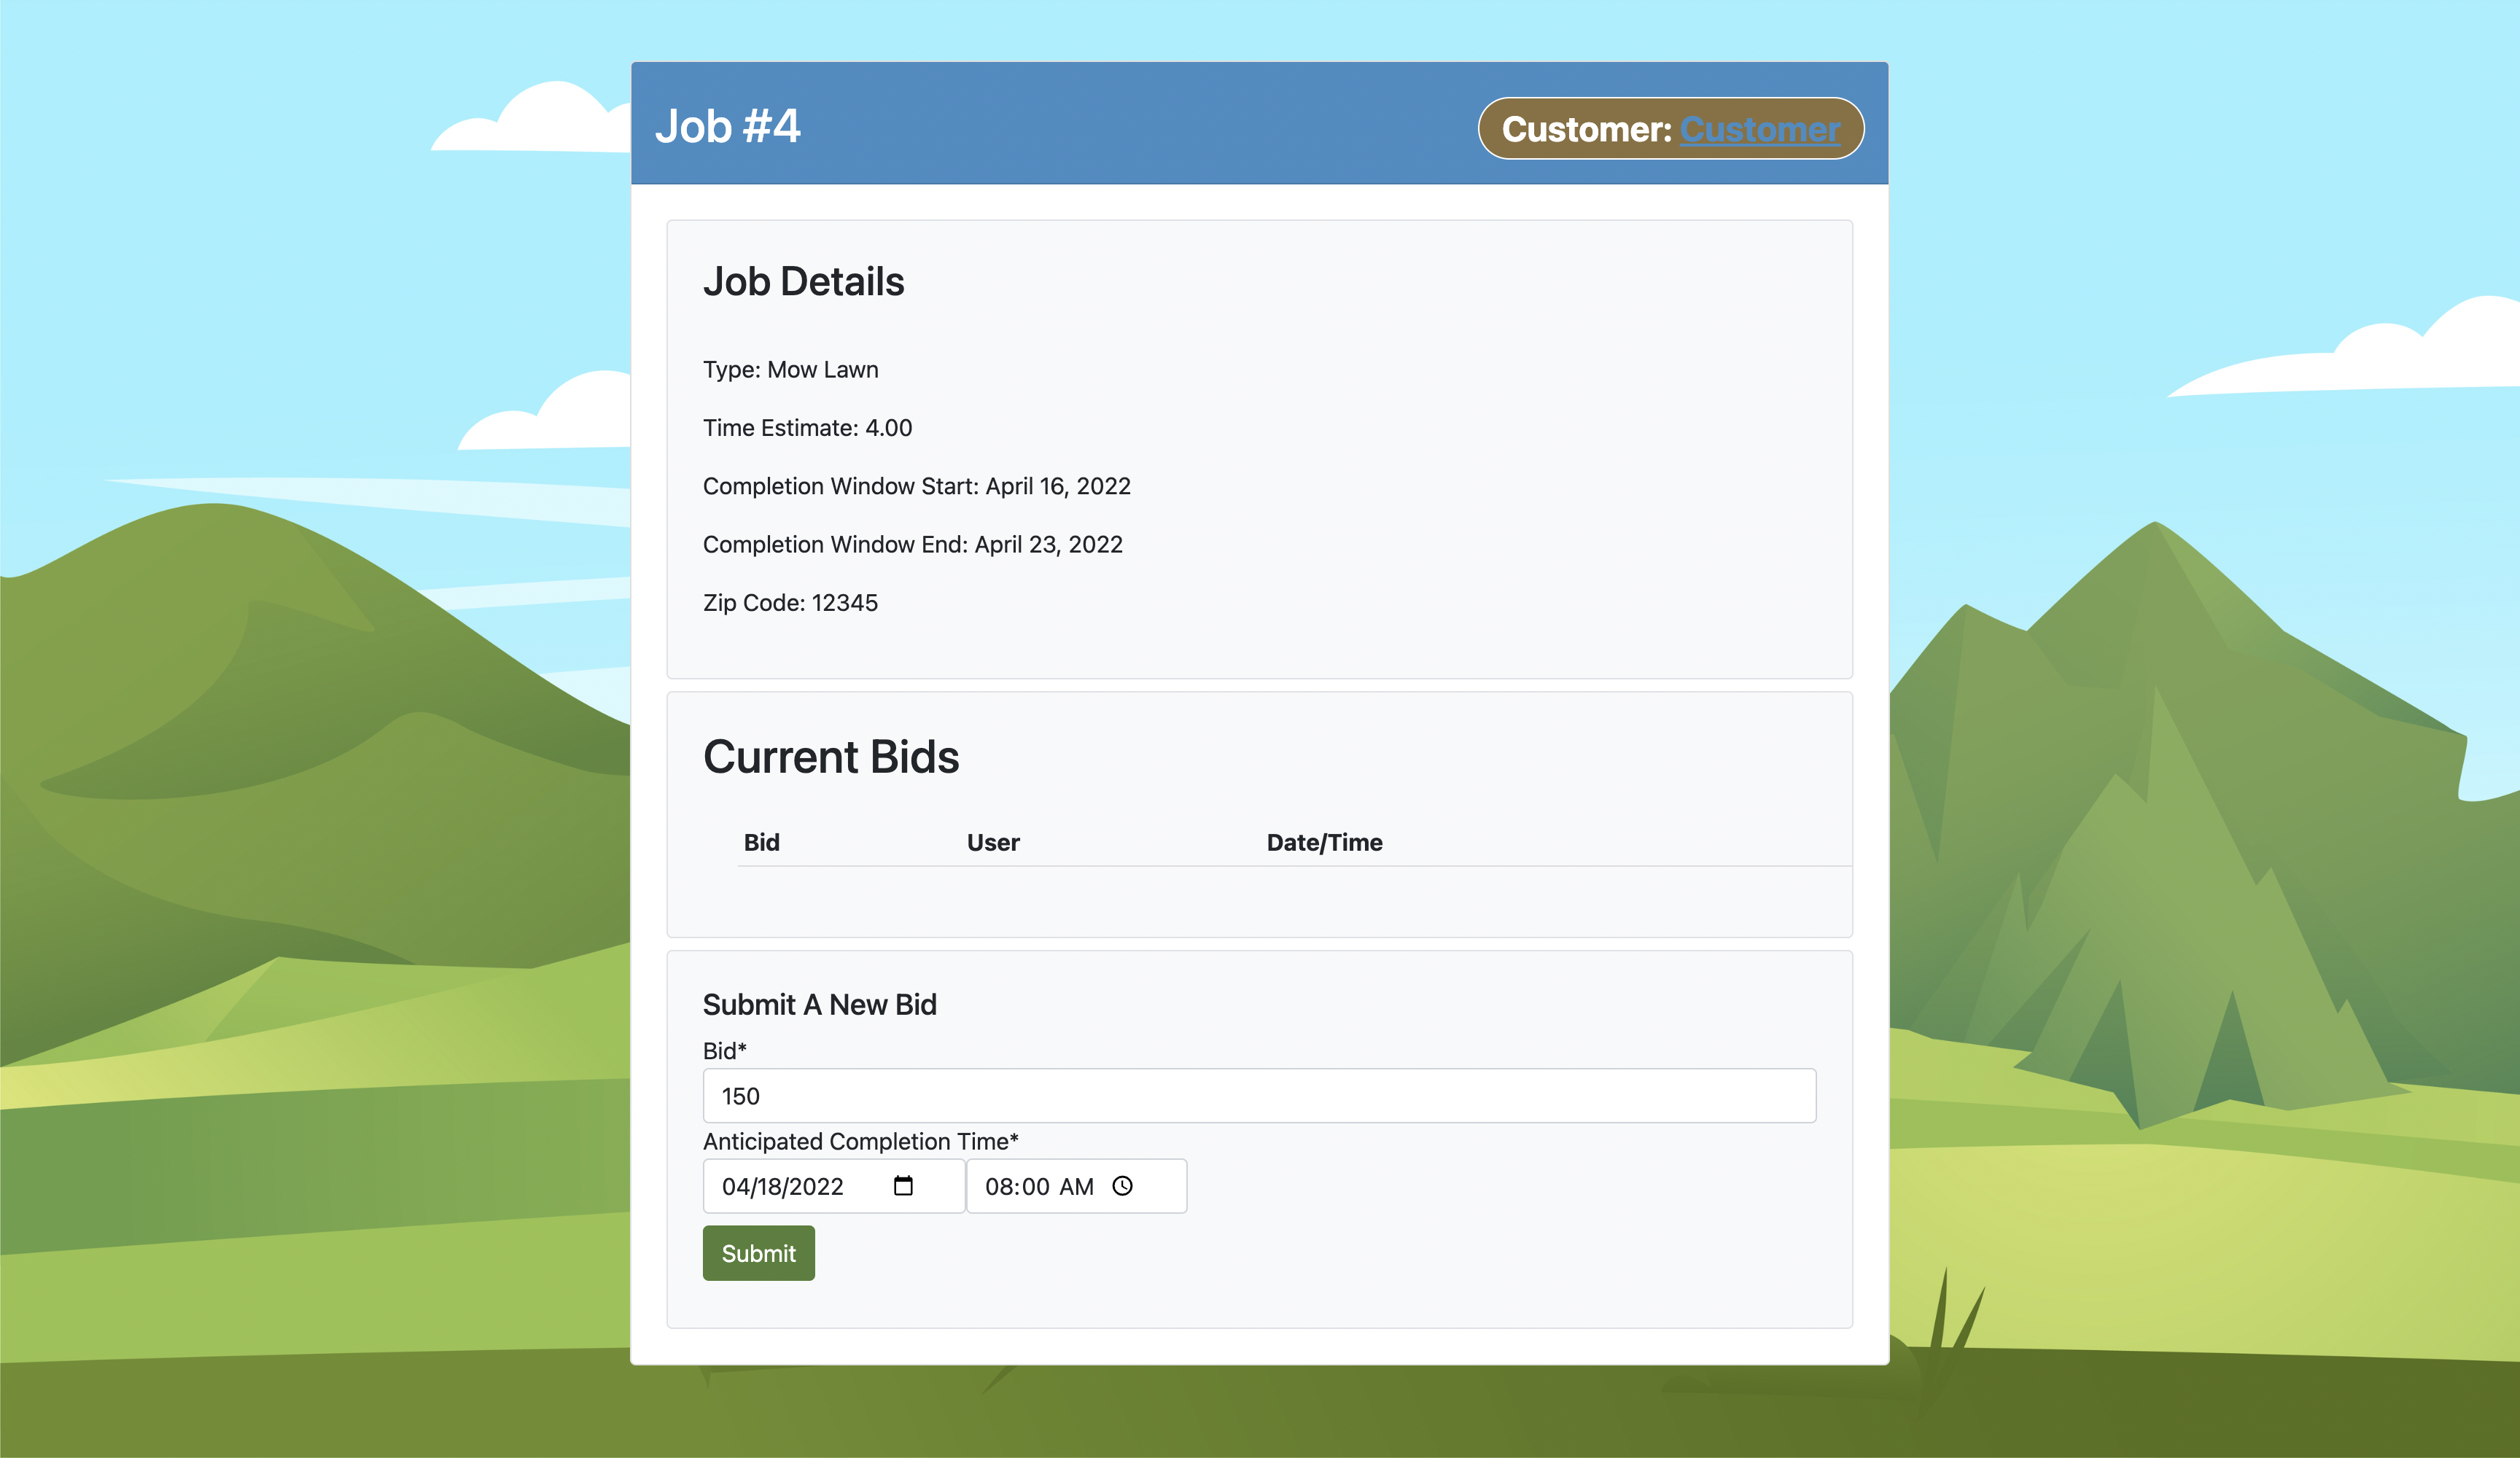 Job #4
Customer: Customer
Job Details
Type: Mow Lawn
Time Estimate: 4.00
Completion Window Start: April 16, 2022
Completion Window End: April 23, 2022
Zip Code: 12345
Current Bids
Bid User Date/Time
Submit A New Bid
Bid*
150
Anticipated Completion Time*
04/18/2022 08:00 AM
Submit